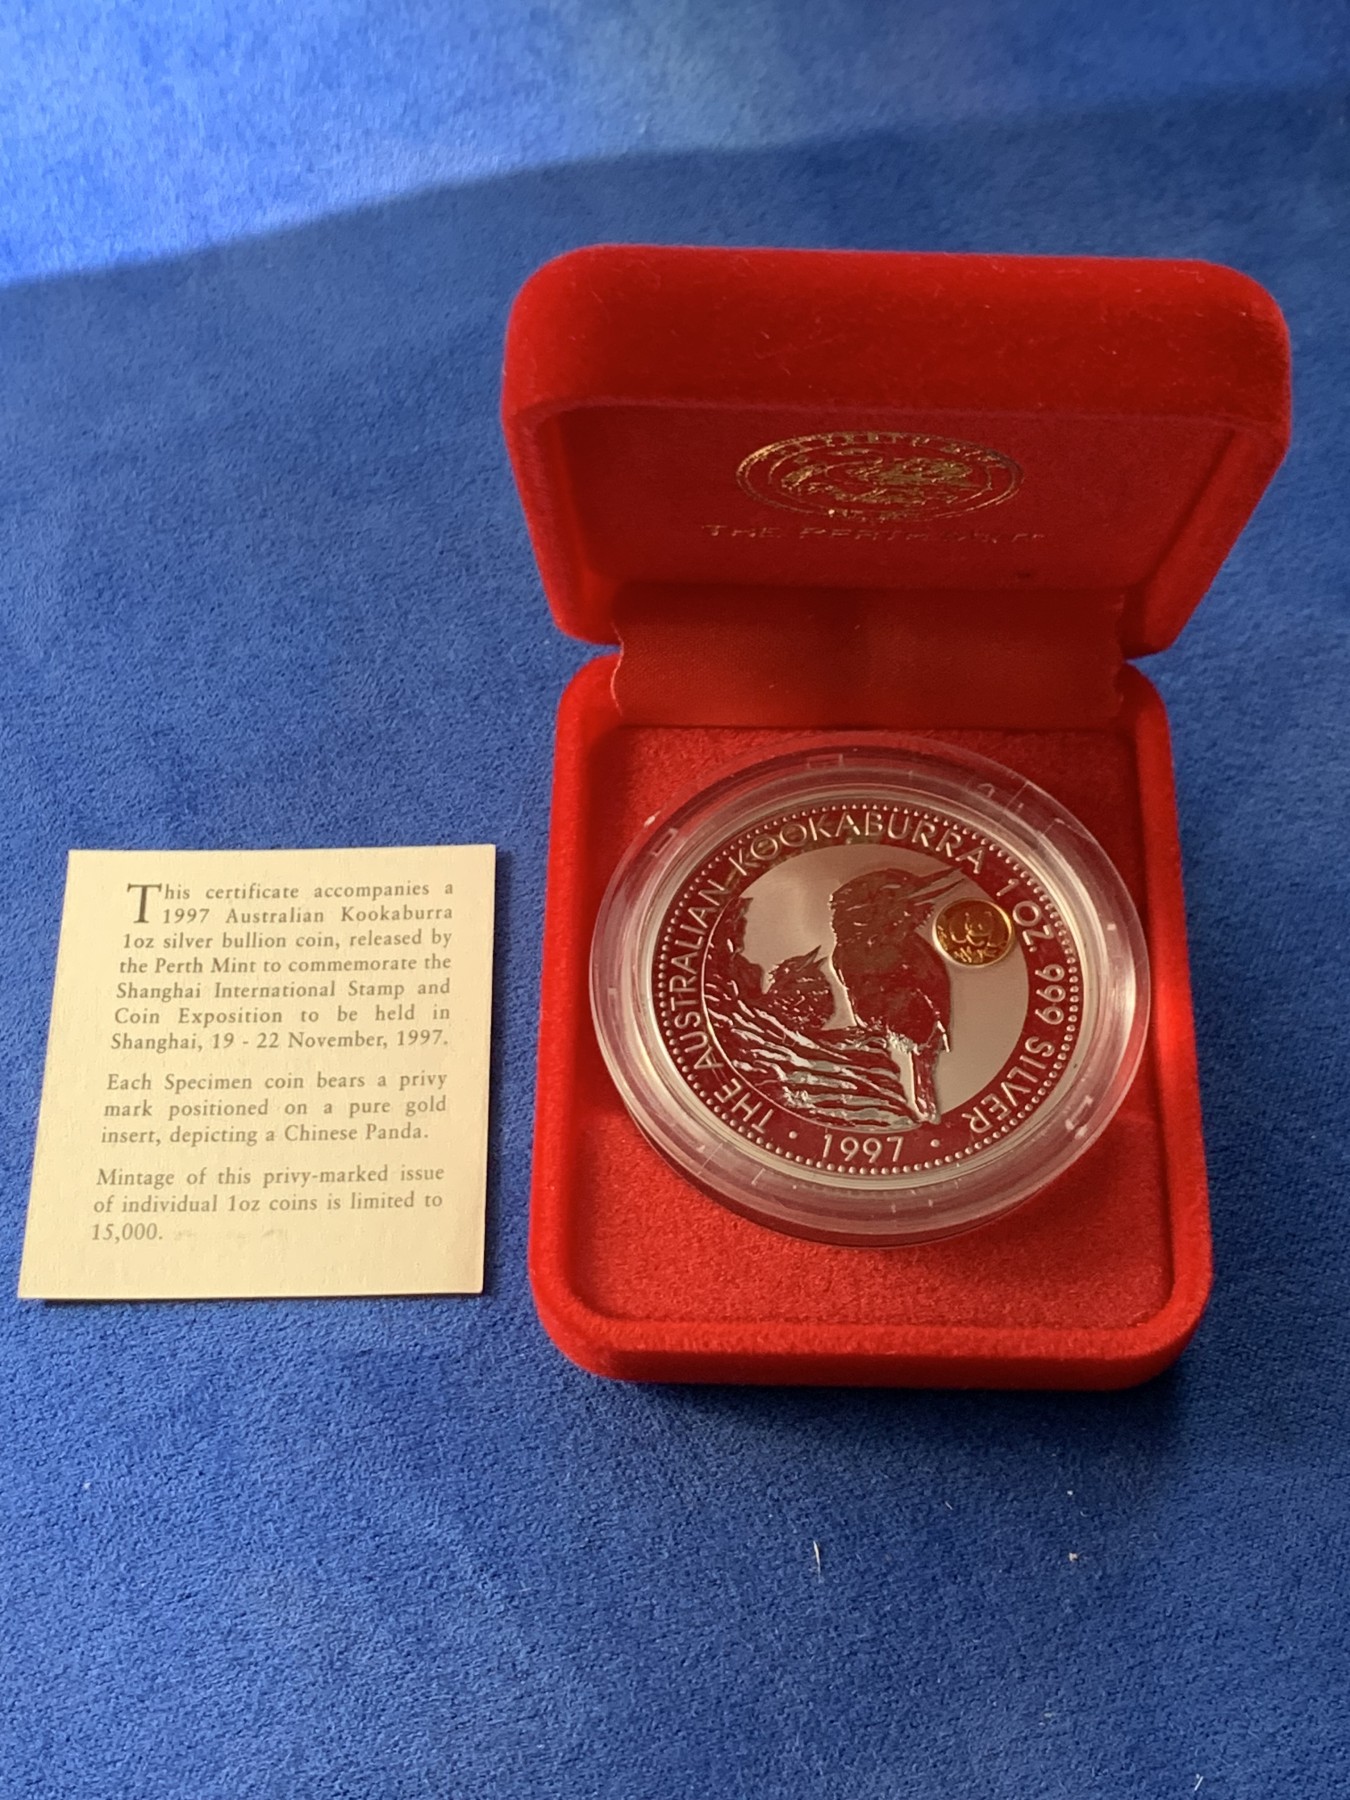 THE PERTH MINT
This certificate accompanies a
1997 Australian Kookaburra
1oz silver bullion coin, released by
the Perth Mint to commemorate the
Shanghai International Stamp and
Coin Exposition to be held in
Shanghai, 19 - 22 November, 1997.
Each Specimen coin bears a privy
mark positioned on a pure gold
insert, depicting a Chinese Panda.
Mintage of this privy-marked issue
of individual 1oz coins is limited to
15,000.
THE AUSTRALIAN KOOKABURRA 1 OZ 999 SILVER
• 1997 •